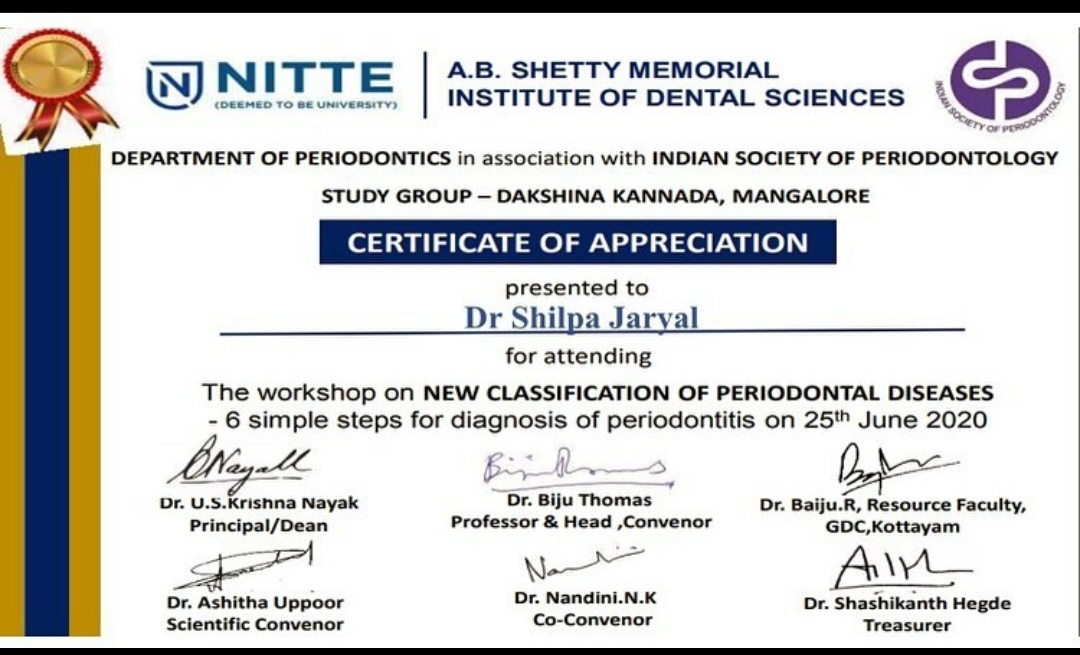 NITTE
(DEEMED TO BE UNIVERSITY)
A.B. SHETTY MEMORIAL
INSTITUTE OF DENTAL SCIENCES
INDIAN SOCIETY OF PERIODONTOLOGY
DEPARTMENT OF PERIODONTICS in association with INDIAN SOCIETY OF PERIODONTOLOGY
STUDY GROUP – DAKSHINA KANNADA, MANGALORE
CERTIFICATE OF APPRECIATION
presented to
Dr Shilpa Jaryal
for attending
The workshop on NEW CLASSIFICATION OF PERIODONTAL DISEASES
- 6 simple steps for diagnosis of periodontitis on 25th June 2020
Dr. U.S.Krishna Nayak
Principal/Dean
Dr. Biju Thomas
Professor & Head ,Convenor
Dr. Baiju.R, Resource Faculty,
GDC,Kottayam
Dr. Ashitha Uppoor
Scientific Convenor
Dr. Nandini.N.K
Co-Convenor
Dr. Shashikanth Hegde
Treasurer